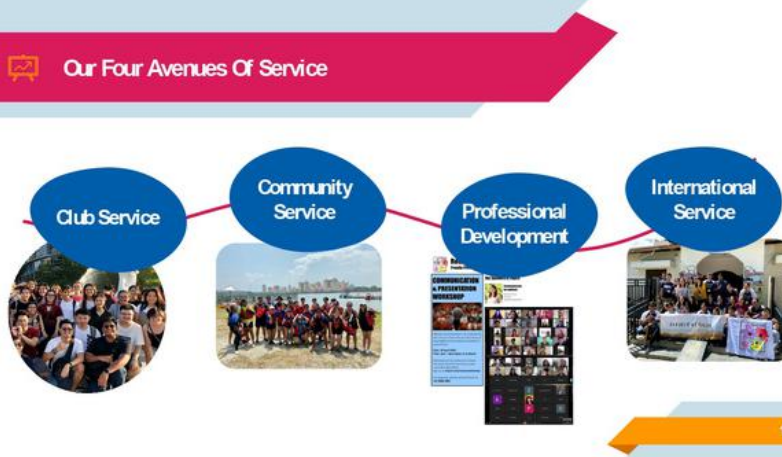 Our Four Avenues Of Service
Club Service
Community
Service
Professional
Development
International
Service
COMMUNICATION
& PRESENTATION
WORKSHOP